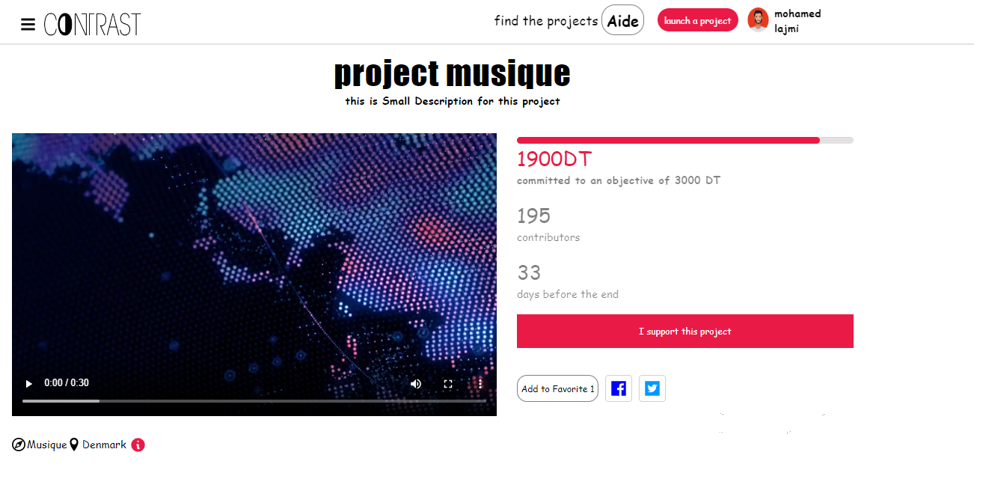 CONTRAST
find the projects Aide launch a project mohamed
lajmi
project musique
this is Small Description for this project
1900DT
committed to an objective of 3000 DT
195
contributors
33
days before the end
I support this project
0:00 / 0:30
Add to Favorite 1
Musique Denmark